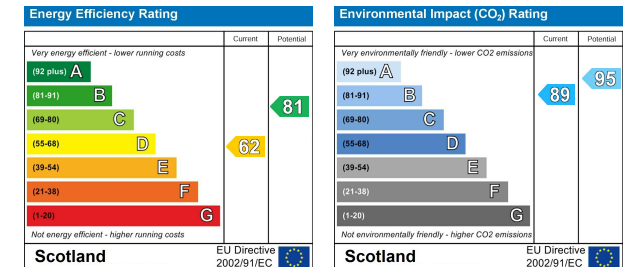 Energy Efficiency Rating
Current Potential
Very energy efficient - lower running costs
(92 plus) A
(81-91) B
81
(69-80) C
(55-68) D
62
(39-54) E
(21-38) F
(1-20) G
Not energy efficient - higher running costs
Scotland
EU Directive
2002/91/EC
Environmental Impact (CO₂) Rating
Current Potential
Very environmentally friendly - lower CO2 emissions
(92 plus) A
95
(81-91) B
89
(69-80) C
(55-68) D
(39-54) E
(21-38) F
(1-20) G
Not environmentally friendly - higher CO2 emissions
Scotland
EU Directive
2002/91/EC